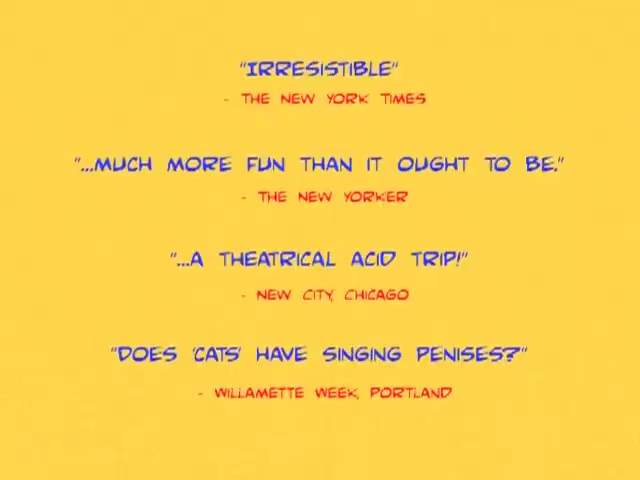 "IRRESISTIBLE"
- THE NEW YORK TIMES
"...MUCH MORE FUN THAN IT OUGHT TO BE."
- THE NEW YORKER
"...A THEATRICAL ACID TRIP!"
- NEW CITY, CHICAGO
"DOES 'CATS' HAVE SINGING PENISES?"
- WILLAMETTE WEEK, PORTLAND